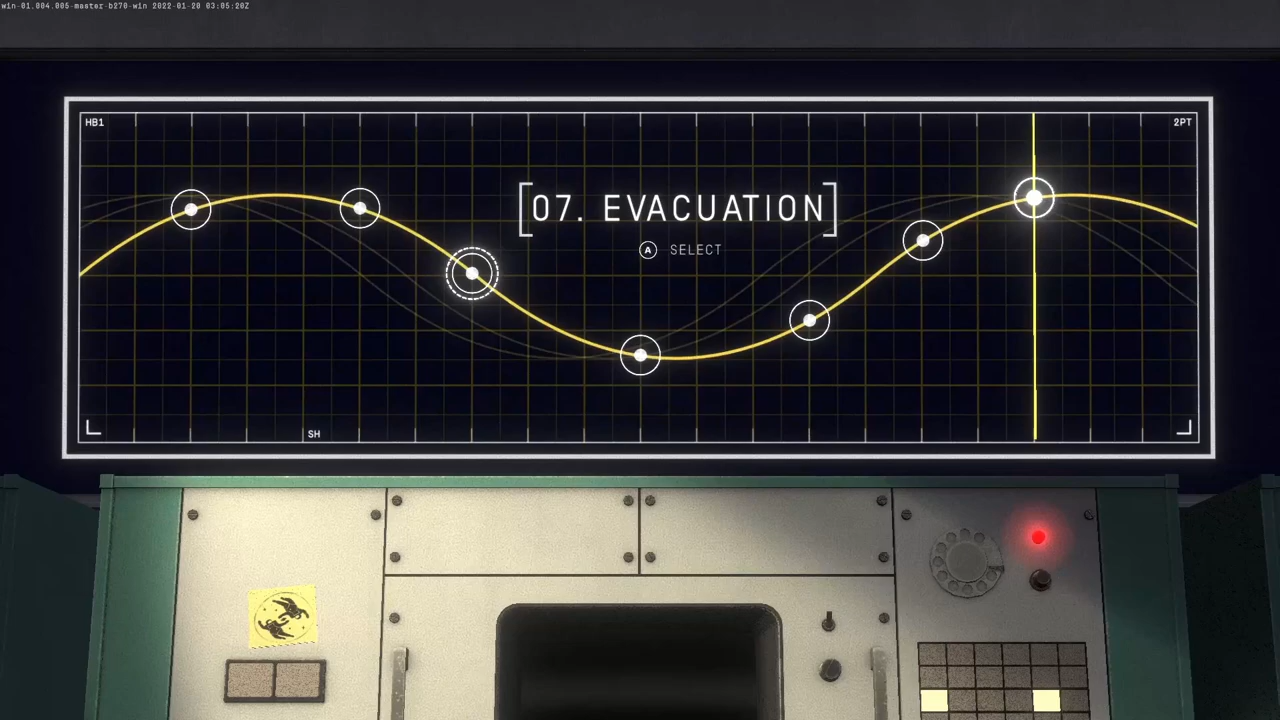 win-01.004.005-master-b270-win 2022-01-20 03:05:20Z
HB1
2PT
[07. EVACUATION]
A SELECT
SH